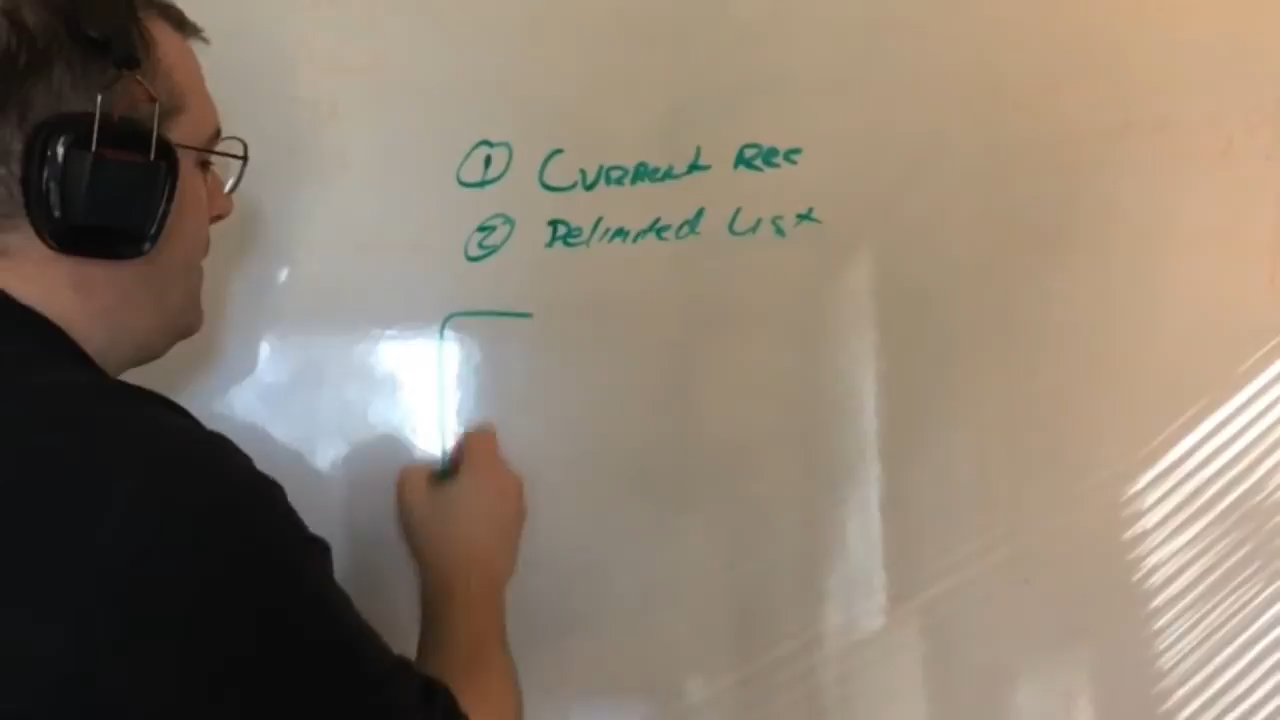 ① Current Rec
② Delimited List